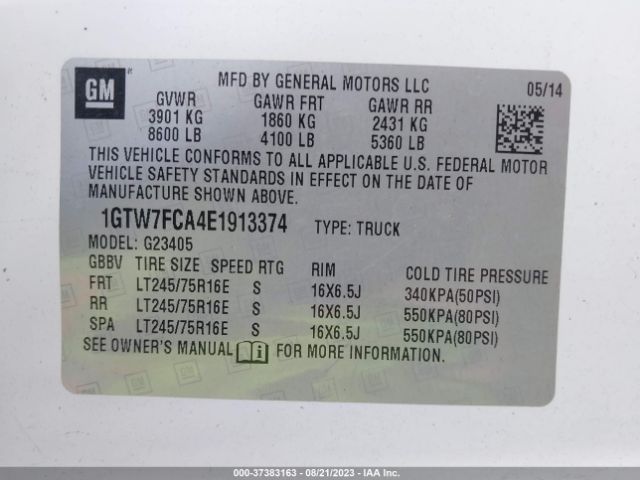 GM
MFD BY GENERAL MOTORS LLC
05/14
GVWR GAWR FRT GAWR RR
3901 KG 1860 KG 2431 KG
8600 LB 4100 LB 5360 LB
THIS VEHICLE CONFORMS TO ALL APPLICABLE U.S. FEDERAL MOTOR
VEHICLE SAFETY STANDARDS IN EFFECT ON THE DATE OF
MANUFACTURE SHOWN ABOVE.
1GTW7FCA4E1913374 TYPE: TRUCK
MODEL: G23405
GBBV TIRE SIZE SPEED RTG RIM COLD TIRE PRESSURE
FRT LT245/75R16E S 16X6.5J 340KPA(50PSI)
RR LT245/75R16E S 16X6.5J 550KPA(80PSI)
SPA LT245/75R16E S 16X6.5J 550KPA(80PSI)
SEE OWNER'S MANUAL FOR MORE INFORMATION.
000-37383163 - 08/21/2023 - IAA Inc.